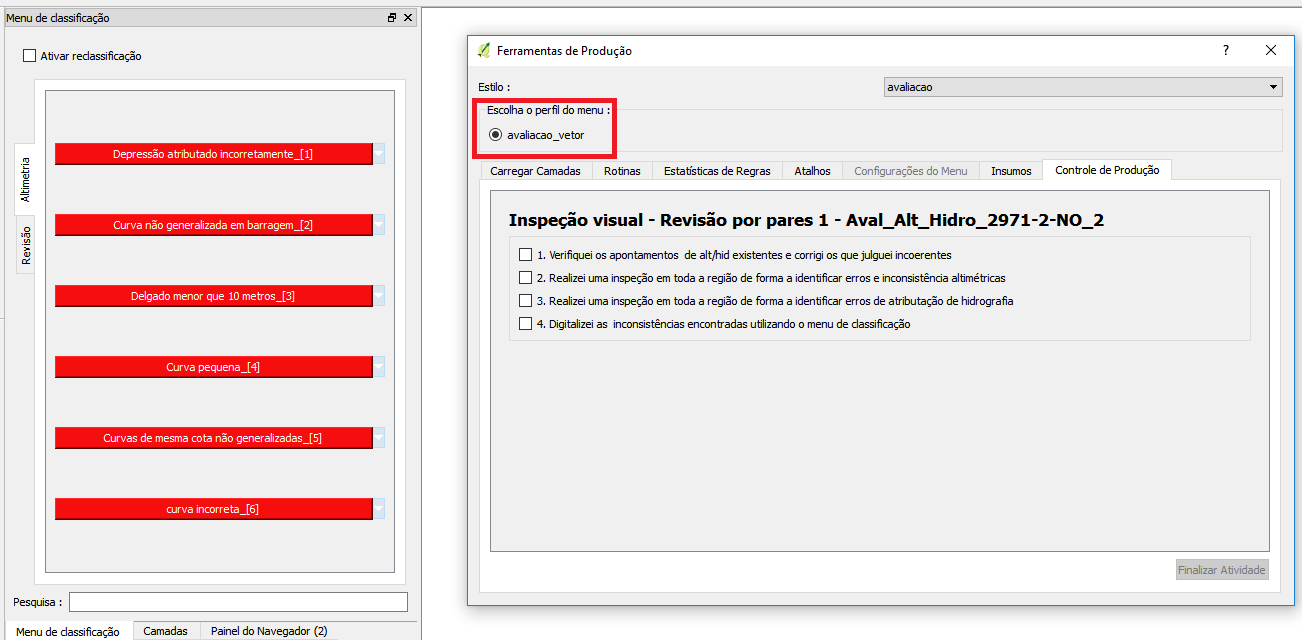 Menu de classificação
Ativar reclassificação
Altimetria
Revisão
Depressão atributado incorretamente_[1]
Curva não generalizada em barragem_[2]
Delgado menor que 10 metros_[3]
Curva pequena_[4]
Curvas de mesma cota não generalizadas_[5]
curva incorreta_[6]
Pesquisa :
Menu de classificação
Camadas
Painel do Navegador (2)
Ferramentas de Produção
?
Estilo :
avaliacao
Escolha o perfil do menu :
avaliacao_vetor
Carregar Camadas
Rotinas
Estatísticas de Regras
Atalhos
Configurações do Menu
Insumos
Controle de Produção
Inspeção visual - Revisão por pares 1 - Aval_Alt_Hidro_2971-2-NO_2
1. Verifiquei os apontamentos de alt/hid existentes e corrigi os que julguei incoerentes
2. Realizei uma inspeção em toda a região de forma a identificar erros e inconsistência altimétricas
3. Realizei uma inspeção em toda a região de forma a identificar erros de atributação de hidrografia
4. Digitalizei as inconsistências encontradas utilizando o menu de classificação
Finalizar Atividade